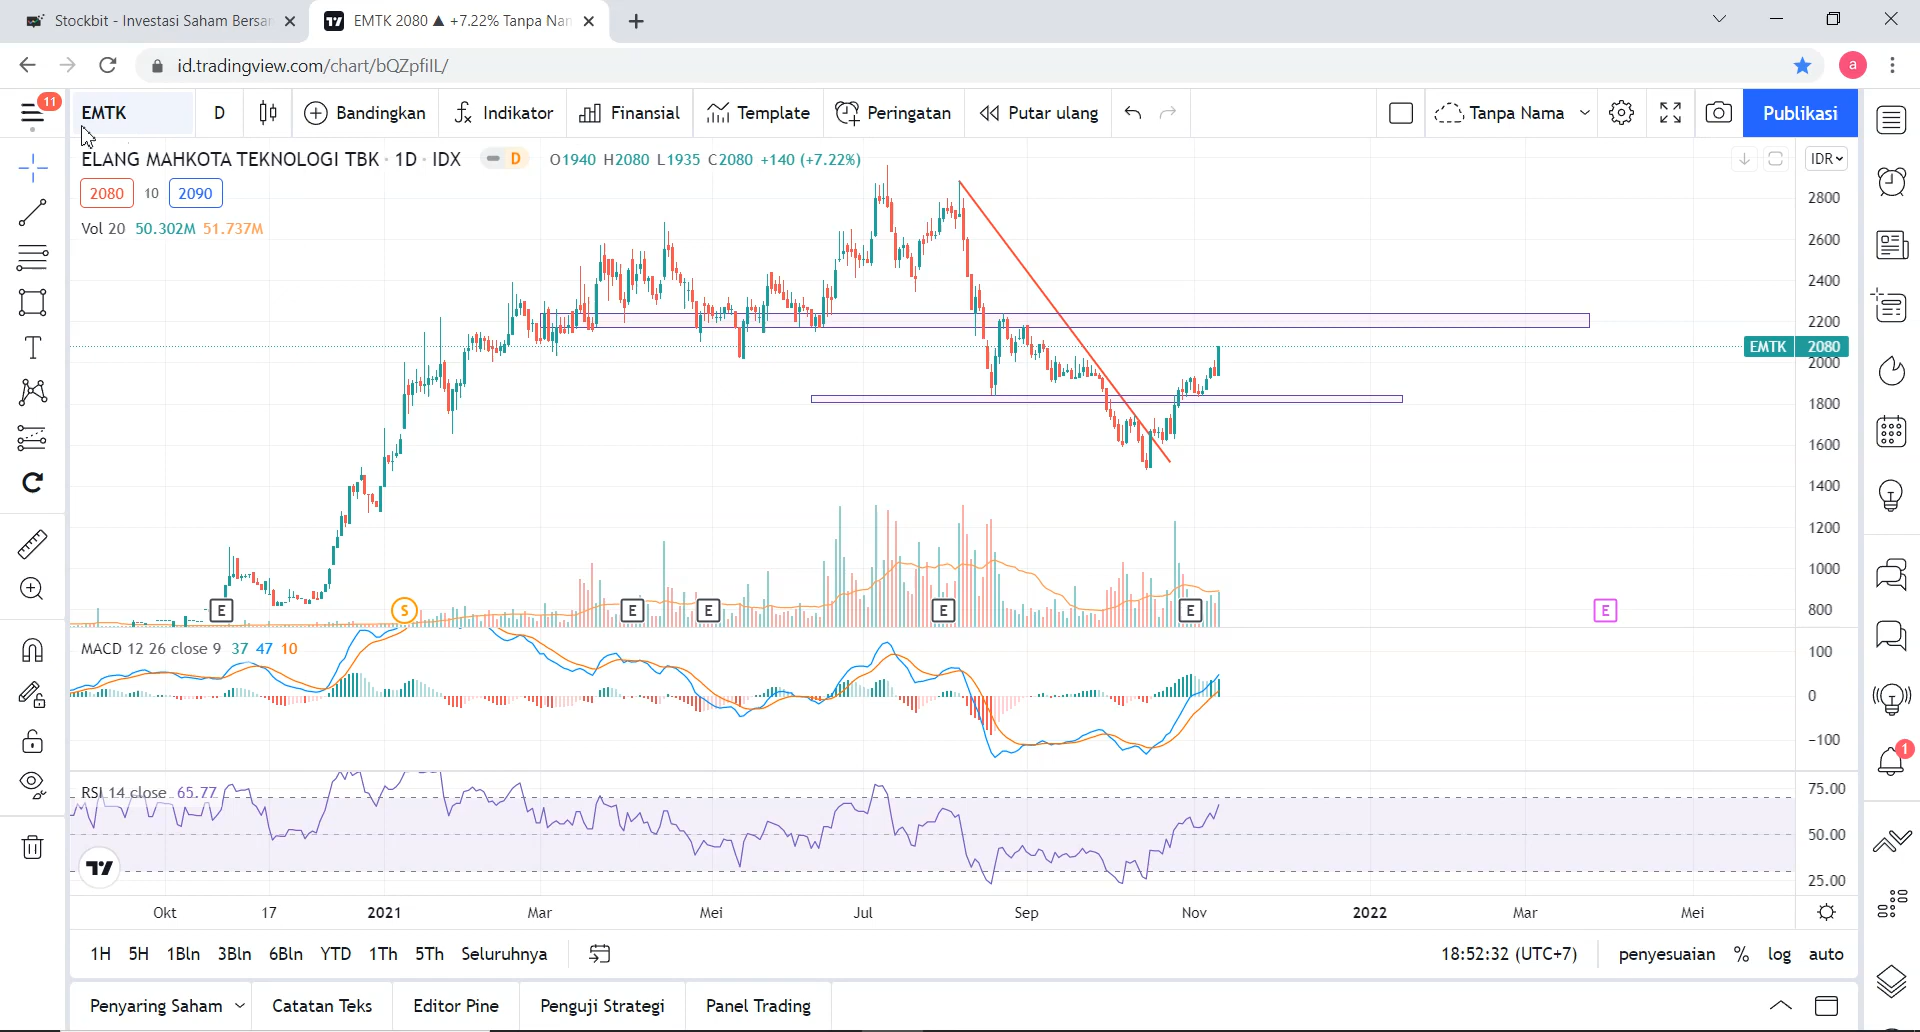 Stockbit - Investasi Saham Bersa
EMTK 2080 ▲ +7.22% Tanpa Nan
id.tradingview.com/chart/bQZpfilL/
a
11
EMTK
D
Bandingkan
Indikator
Finansial
Template
Peringatan
Putar ulang
Tanpa Nama
Publikasi
ELANG MAHKOTA TEKNOLOGI TBK · 1D · IDX
D
O1940 H2080 L1935 C2080 +140 (+7.22%)
IDR
2080 10 2090
Vol 20 50.302M 51.737M
2800
2600
2400
2200
EMTK 2080
2000
1800
1600
1400
1200
1000
800
E
S
E
E
E
E
E
MACD 12 26 close 9 37 47 10
100
0
−100
1
RSI 14 close 65.77
75.00
50.00
25.00
Okt 17 2021 Mar Mei Jul Sep Nov 2022 Mar Mei
1H 5H 1Bln 3Bln 6Bln YTD 1Th 5Th Seluruhnya
18:52:32 (UTC+7)
penyesuaian % log auto
Penyaring Saham
Catatan Teks
Editor Pine
Penguji Strategi
Panel Trading